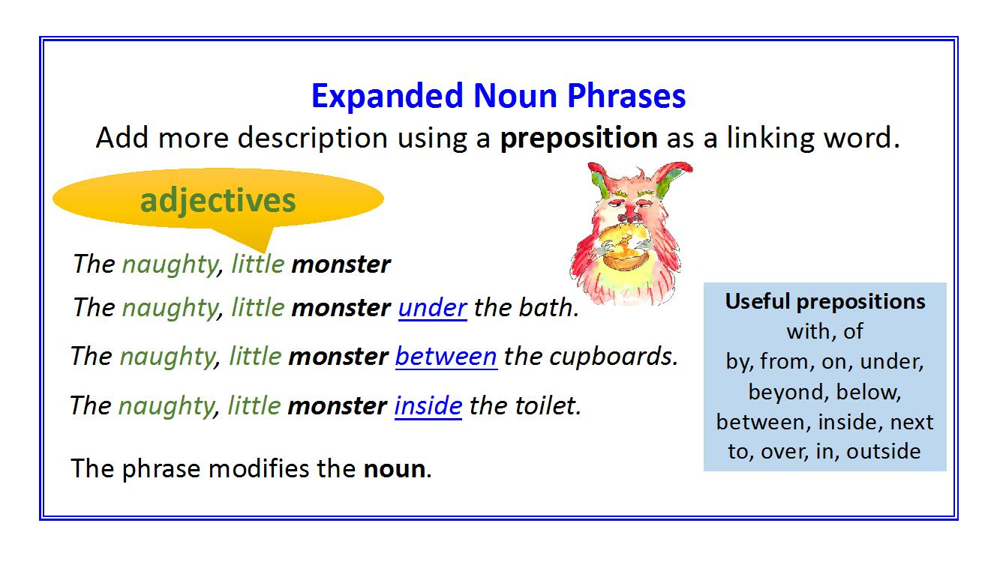 Expanded Noun Phrases
Add more description using a preposition as a linking word.
adjectives
The naughty, little monster
The naughty, little monster under the bath.
The naughty, little monster between the cupboards.
The naughty, little monster inside the toilet.
The phrase modifies the noun.
Useful prepositions
with, of
by, from, on, under,
beyond, below,
between, inside, next
to, over, in, outside